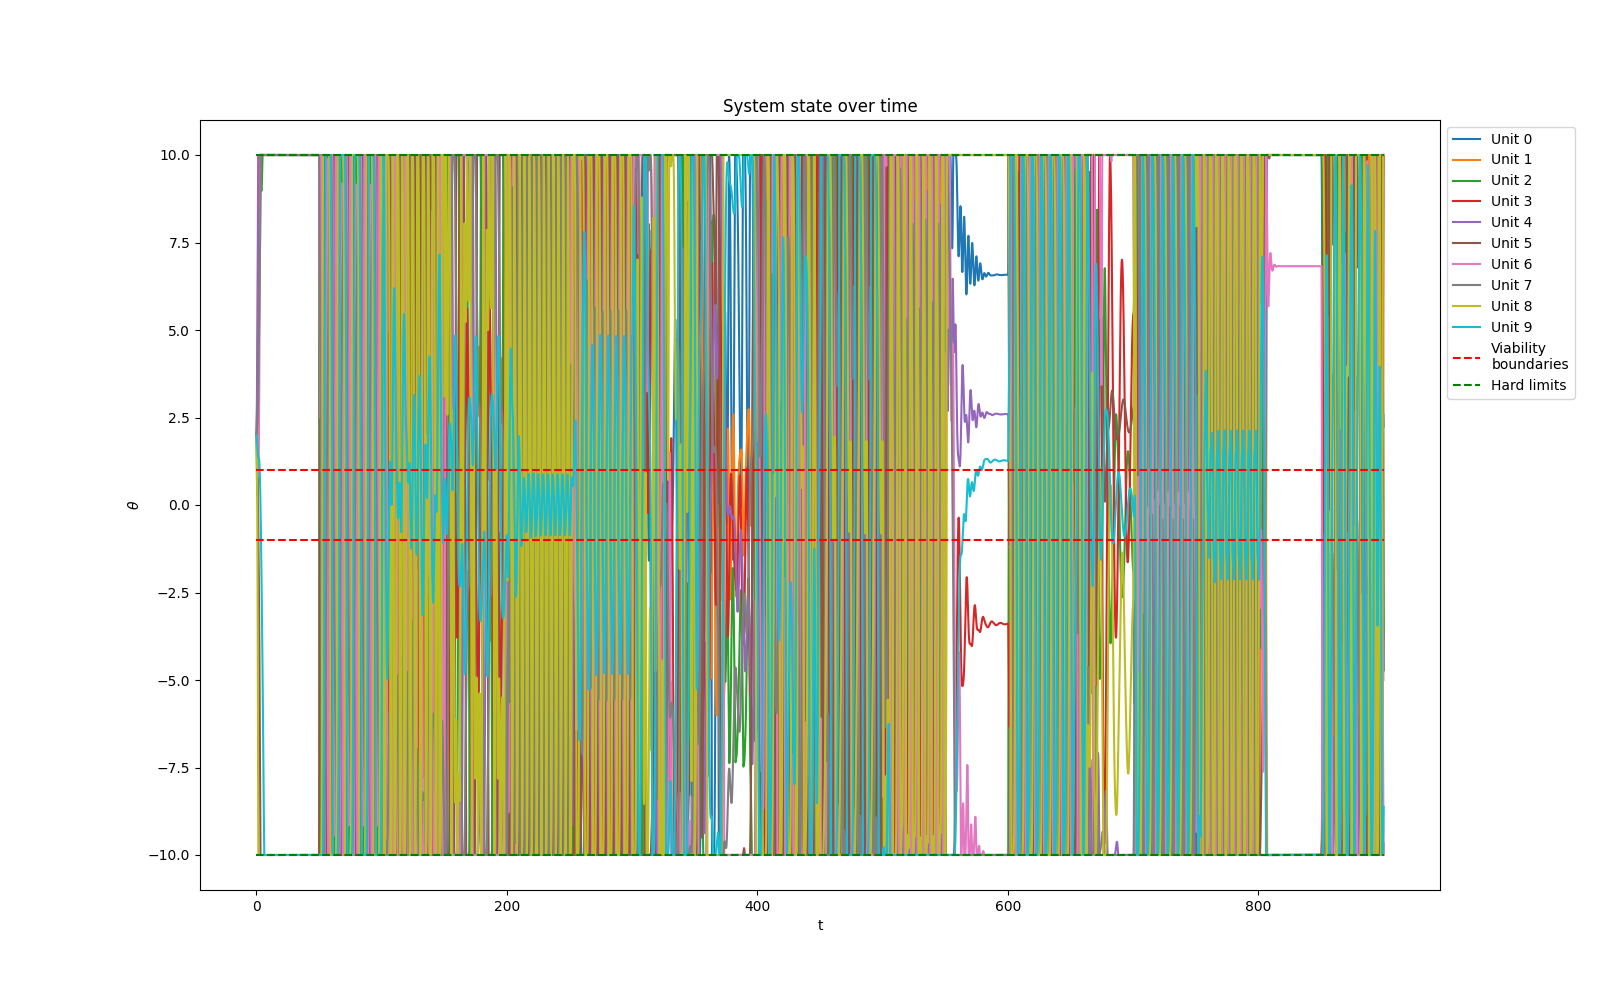 System state over time
10.0
7.5
5.0
2.5
0.0
−2.5
−5.0
−7.5
−10.0
θ
0
200
400
600
800
t
Unit 0
Unit 1
Unit 2
Unit 3
Unit 4
Unit 5
Unit 6
Unit 7
Unit 8
Unit 9
Viability
boundaries
Hard limits